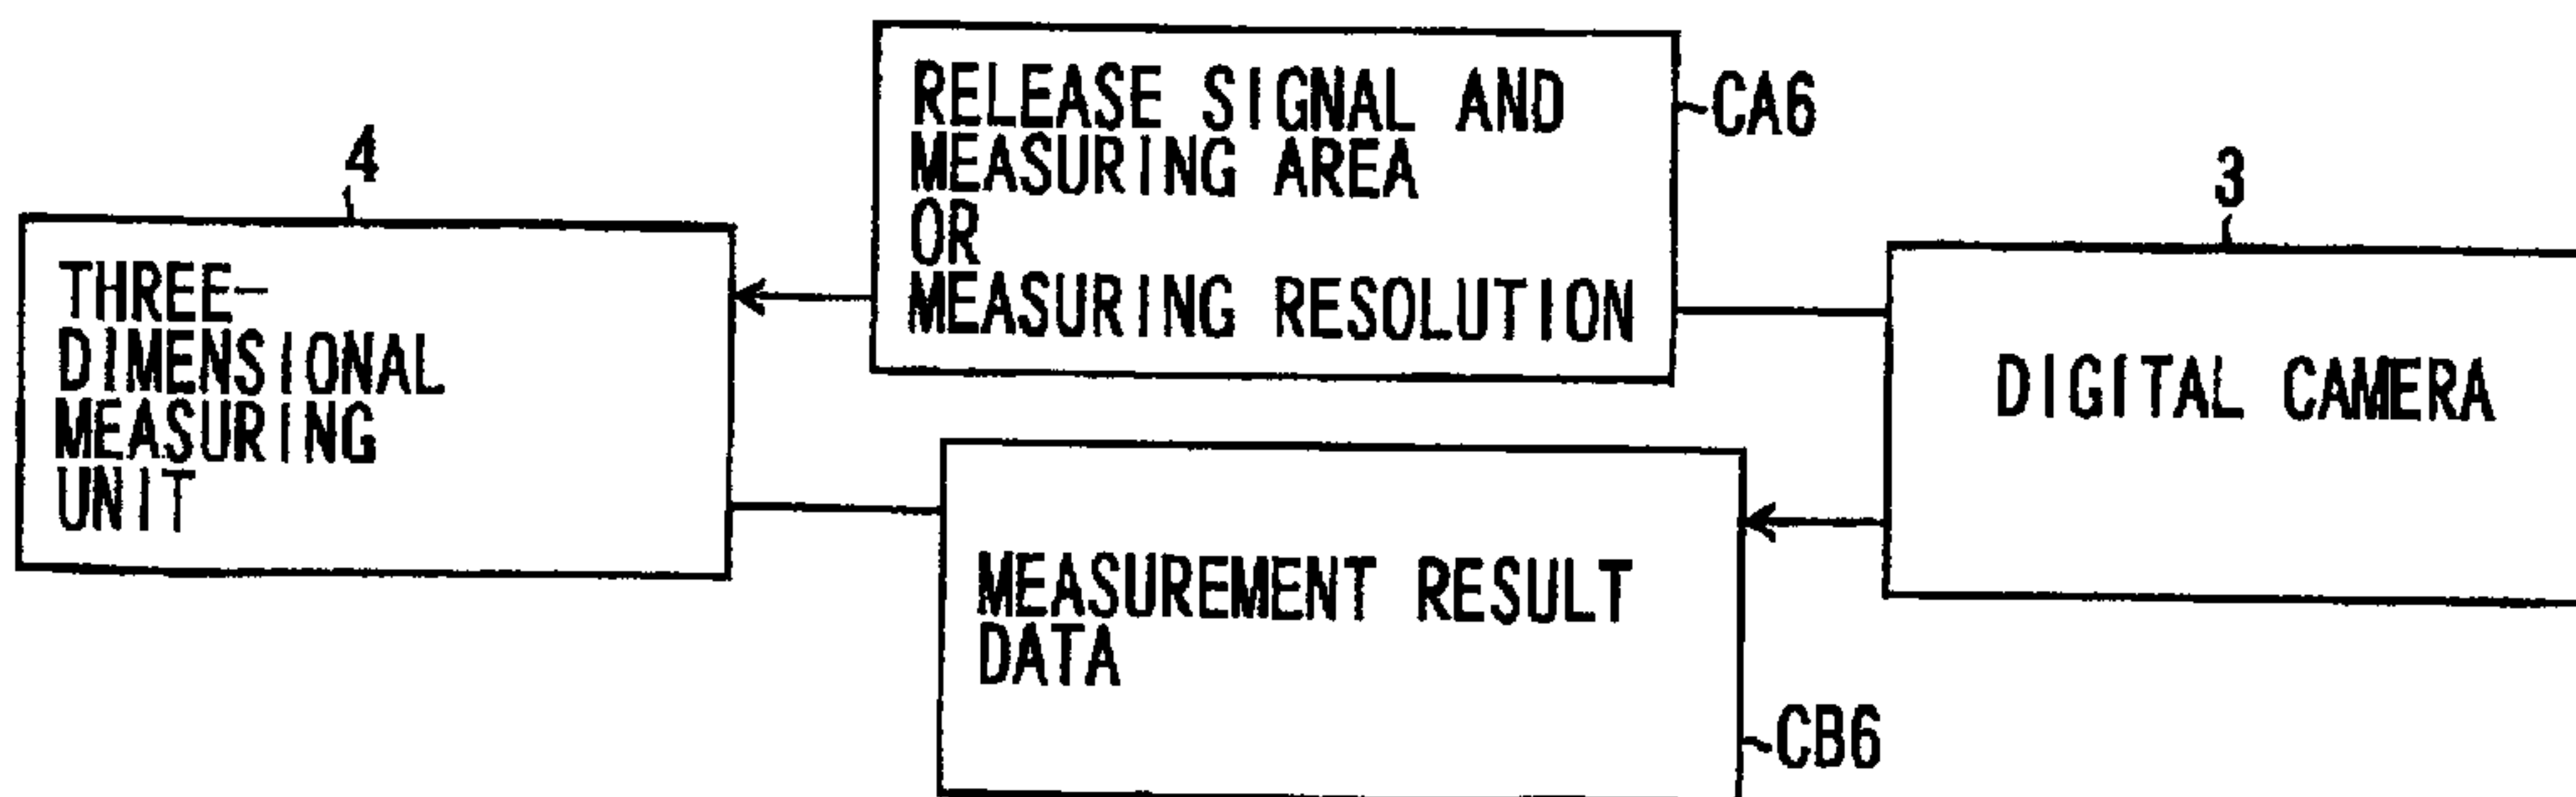 4
THREE-
DIMENSIONAL
MEASURING
UNIT
RELEASE SIGNAL AND
MEASURING AREA
OR
MEASURING RESOLUTION
CA6
3
DIGITAL CAMERA
MEASUREMENT RESULT
DATA
CB6